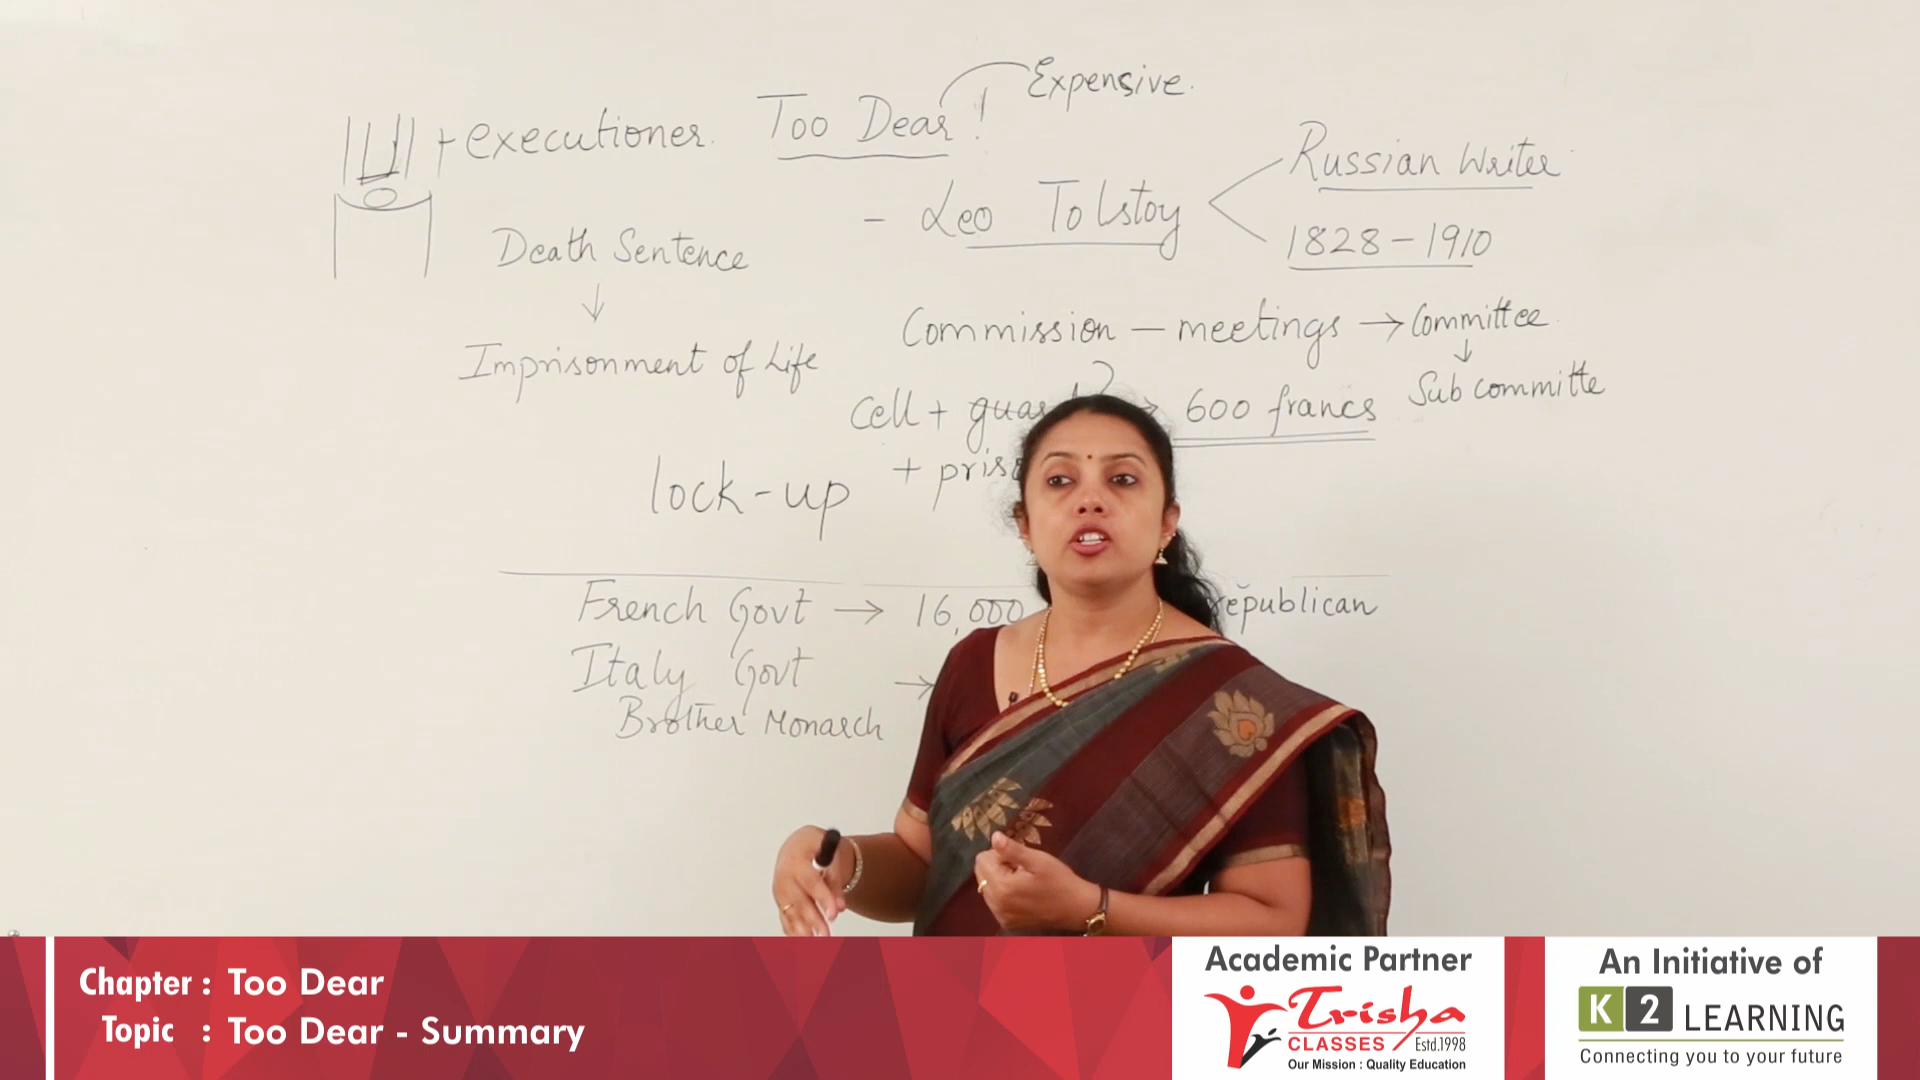 Expensive.
+ executioner. Too Dear!
Russian Writer
- Leo Tolstoy
1828-1910
Death Sentence
↓
Commission — meetings → Committee
↓
Imprisonment of Life
Sub committe
cell + → 600 francs
+
lock-up
French Govt → 16,000 republican
Italy Govt →
Brother Monarch
Chapter : Too Dear
Topic : Too Dear - Summary
Academic Partner
Trisha
CLASSES Estd.1998
Our Mission : Quality Education
An Initiative of
K2 LEARNING
Connecting you to your future